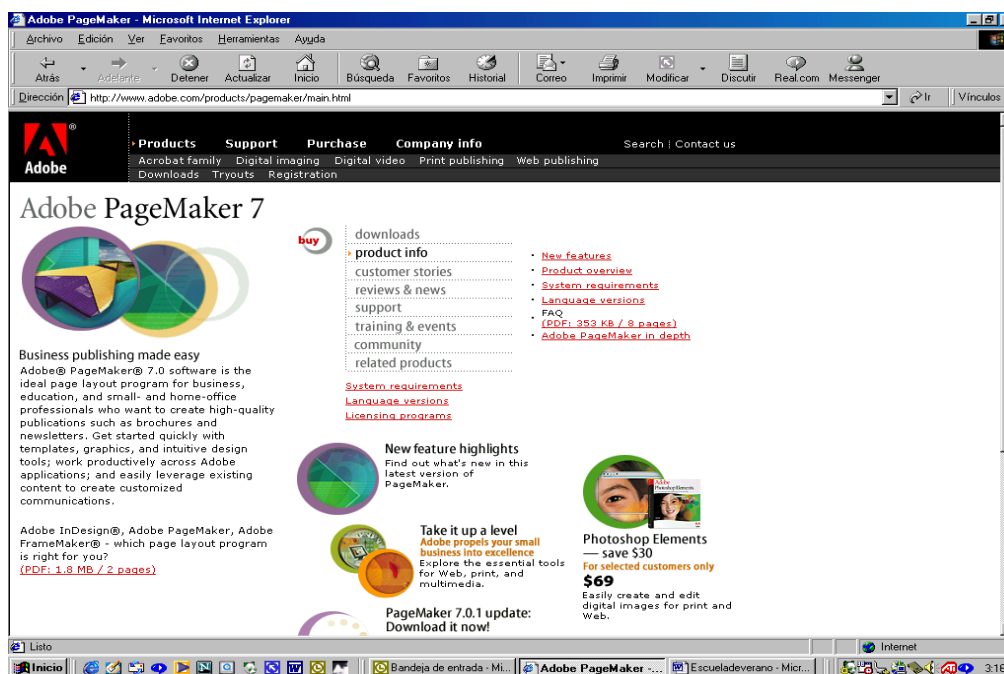 Adobe PageMaker - Microsoft Internet Explorer
Archivo Edición Ver Favoritos Herramientas Ayuda
Atrás Adelante Detener Actualizar Inicio Búsqueda Favoritos Historial Correo Imprimir Modificar Discutir Real.com Messenger
Dirección http://www.adobe.com/products/pagemaker/main.html Ir Vínculos
Adobe
Products Support Purchase Company info Search | Contact us
Acrobat family Digital imaging Digital video Print publishing Web publishing
Downloads Tryouts Registration
Adobe PageMaker 7
Business publishing made easy
Adobe® PageMaker® 7.0 software is the
ideal page layout program for business,
education, and small- and home-office
professionals who want to create high-quality
publications such as brochures and
newsletters. Get started quickly with
templates, graphics, and intuitive design
tools; work productively across Adobe
applications; and easily leverage existing
content to create customized
communications.
Adobe InDesign®, Adobe PageMaker, Adobe
FrameMaker® - which page layout program
is right for you?
(PDF: 1.8 MB / 2 pages)
buy
downloads
product info
customer stories
reviews & news
support
training & events
community
related products
System requirements
Language versions
Licensing programs
New features
Product overview
System requirements
Language versions
FAQ
(PDF: 353 KB / 8 pages)
Adobe PageMaker in depth
New feature highlights
Find out what's new in this
latest version of
PageMaker.
Take it up a level
Adobe propels your small
business into excellence
Explore the essential tools
for Web, print, and
multimedia.
PageMaker 7.0.1 update:
Download it now!
Adobe
Photoshop Elements
Photoshop Elements
— save $30
For selected customers only
$69
Easily create and edit
digital images for print and
Web.
Listo Internet
Inicio Bandeja de entrada - Mi... Adobe PageMaker -... Escueladeverano - Micr... 3:16